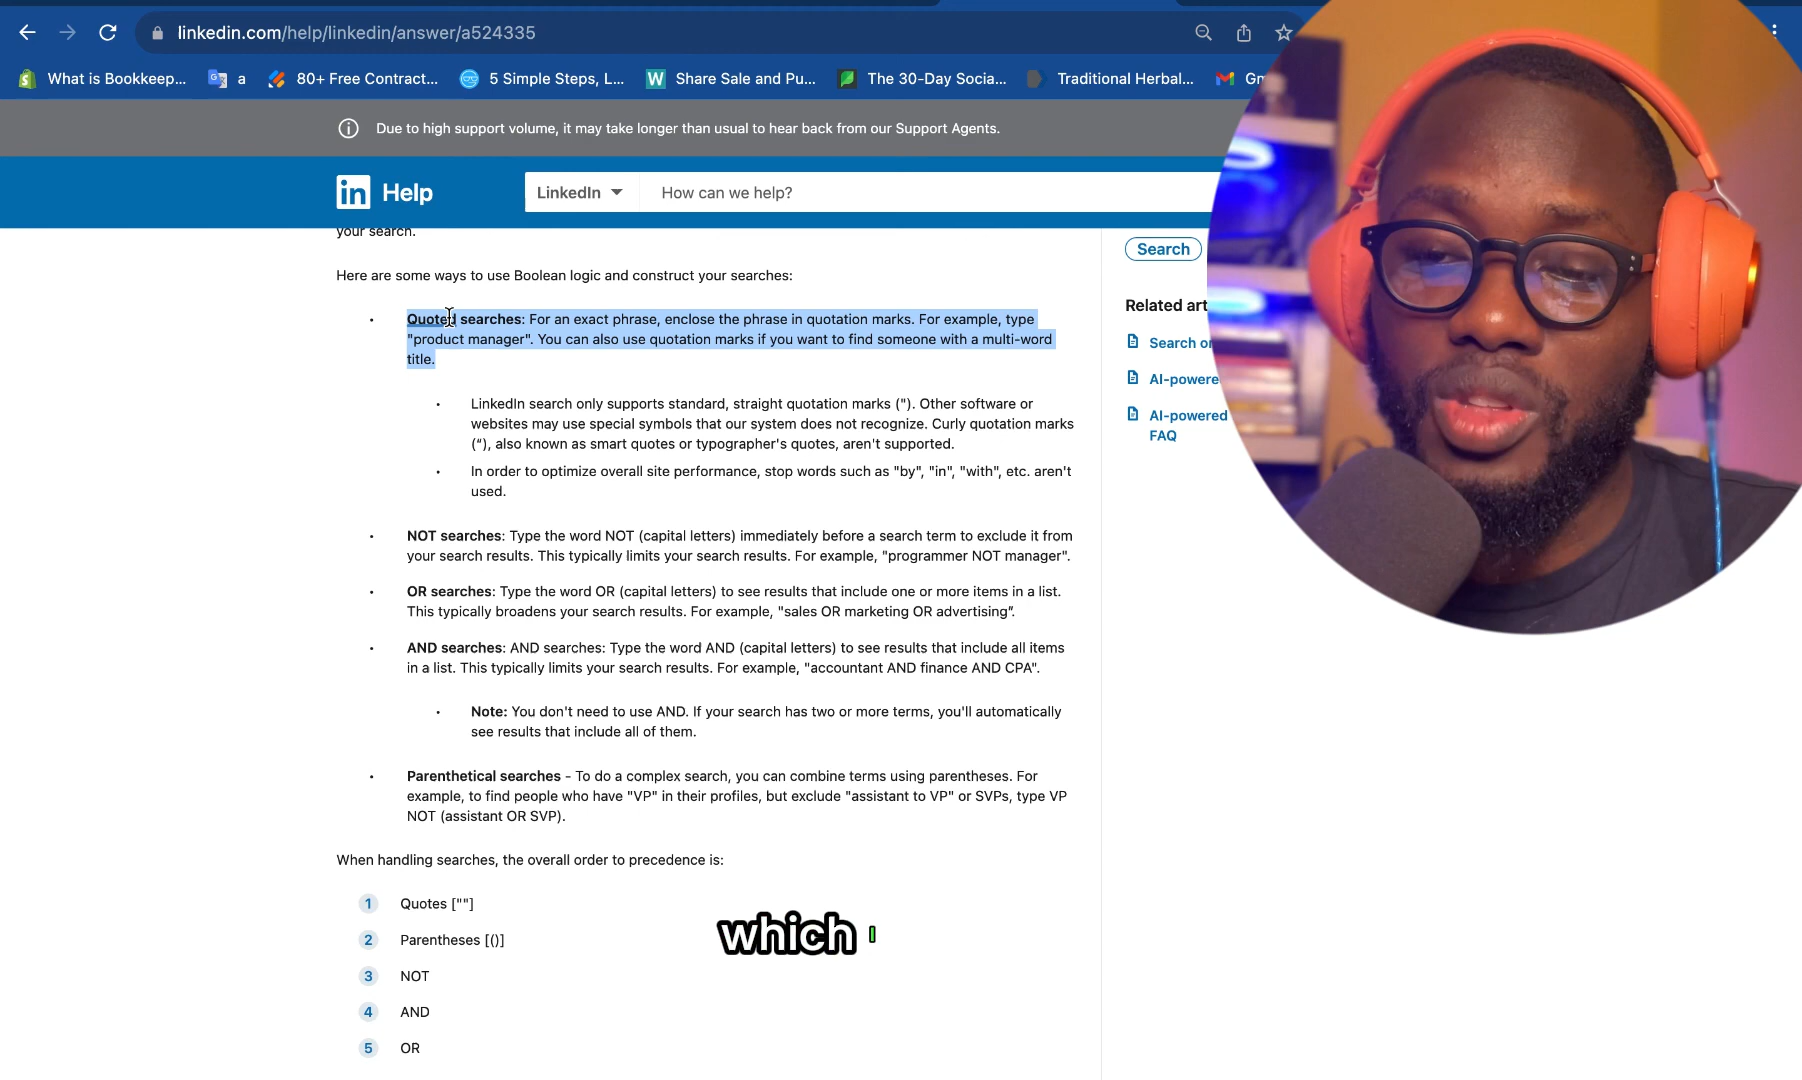 linkedin.com/help/linkedin/answer/a524335
What is Bookkeep... a 80+ Free Contract... 5 Simple Steps, L... W Share Sale and Pu... The 30-Day Socia... Traditional Herbal...
Due to high support volume, it may take longer than usual to hear back from our Support Agents.
in Help LinkedIn How can we help?
your search.
Search
Here are some ways to use Boolean logic and construct your searches:
Related
Quoted searches: For an exact phrase, enclose the phrase in quotation marks. For example, type
"product manager". You can also use quotation marks if you want to find someone with a multi-word
title.
Search
AI-powered
FAQ
LinkedIn search only supports standard, straight quotation marks ("). Other software or
websites may use special symbols that our system does not recognize. Curly quotation marks
(“), also known as smart quotes or typographer's quotes, aren't supported.
In order to optimize overall site performance, stop words such as "by", "in", "with", etc. aren't
used.
NOT searches: Type the word NOT (capital letters) immediately before a search term to exclude it from
your search results. This typically limits your search results. For example, "programmer NOT manager".
OR searches: Type the word OR (capital letters) to see results that include one or more items in a list.
This typically broadens your search results. For example, "sales OR marketing OR advertising".
AND searches: AND searches: Type the word AND (capital letters) to see results that include all items
in a list. This typically limits your search results. For example, "accountant AND finance AND CPA".
Note: You don't need to use AND. If your search has two or more terms, you'll automatically
see results that include all of them.
Parenthetical searches - To do a complex search, you can combine terms using parentheses. For
example, to find people who have "VP" in their profiles, but exclude "assistant to VP" or SVPs, type VP
NOT (assistant OR SVP).
When handling searches, the overall order to precedence is:
1 Quotes [""]
2 Parentheses [()]
3 NOT
4 AND
5 OR
which I